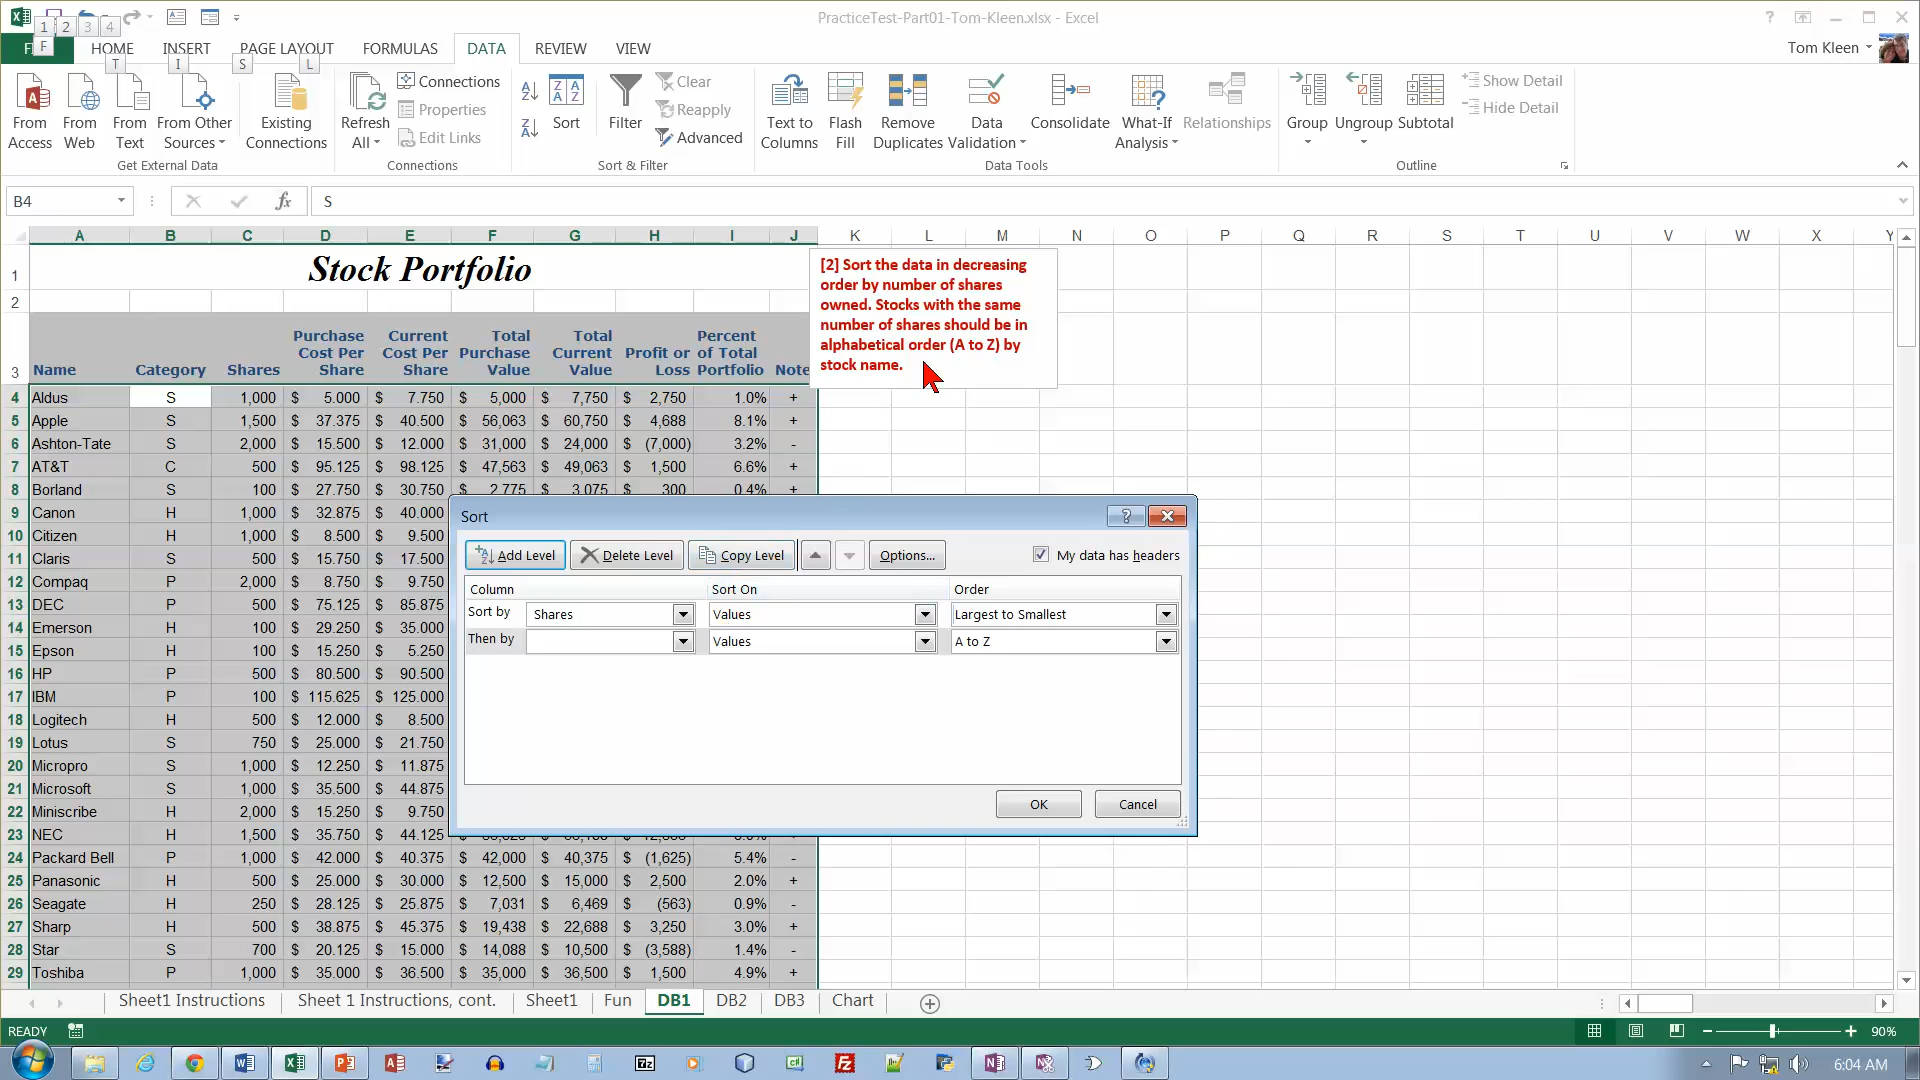 PracticeTest-Part01-Tom-Kleen.xlsx - Excel
1 2 3 4
F
HOME INSERT PAGE LAYOUT FORMULAS DATA REVIEW VIEW
Tom Kleen
T I S L
From Access
From Web
From Text
From Other Sources
Existing Connections
Get External Data
Refresh All
Connections
Properties
Edit Links
Connections
Sort
Filter
Clear
Reapply
Advanced
Sort & Filter
Text to Columns
Flash Fill
Remove Duplicates
Data Validation
Consolidate
What-If Analysis
Relationships
Data Tools
Group
Ungroup
Subtotal
Show Detail
Hide Detail
Outline
B4 fx S
A B C D E F G H I J K L M N O P Q R S T U V W X Y
1 Stock Portfolio
2
[2] Sort the data in decreasing
order by number of shares
owned. Stocks with the same
number of shares should be in
alphabetical order (A to Z) by
stock name.
3 Name Category Shares Purchase Cost Per Share Current Cost Per Share Total Purchase Value Total Current Value Profit or Loss Percent of Total Portfolio Note
4 Aldus S 1,000 $ 5.000 $ 7.750 $ 5,000 $ 7,750 $ 2,750 1.0% +
5 Apple S 1,500 $ 37.375 $ 40.500 $ 56,063 $ 60,750 $ 4,688 8.1% +
6 Ashton-Tate S 2,000 $ 15.500 $ 12.000 $ 31,000 $ 24,000 $ (7,000) 3.2% -
7 AT&T C 500 $ 95.125 $ 98.125 $ 47,563 $ 49,063 $ 1,500 6.6% +
8 Borland S 100 $ 27.750 $ 30.750 $ 2,775 $ 3,075 $ 300 0.4% +
9 Canon H 1,000 $ 32.875 $ 40.000
10 Citizen H 1,000 $ 8.500 $ 9.500
11 Claris S 500 $ 15.750 $ 17.500
12 Compaq P 2,000 $ 8.750 $ 9.750
13 DEC P 500 $ 75.125 $ 85.875
14 Emerson H 100 $ 29.250 $ 35.000
15 Epson H 100 $ 15.250 $ 5.250
16 HP P 500 $ 80.500 $ 90.500
17 IBM P 100 $ 115.625 $ 125.000
18 Logitech H 500 $ 12.000 $ 8.500
19 Lotus S 750 $ 25.000 $ 21.750
20 Micropro S 1,000 $ 12.250 $ 11.875
21 Microsoft S 1,000 $ 35.500 $ 44.875
22 Miniscribe H 2,000 $ 15.250 $ 9.750
23 NEC H 1,500 $ 35.750 $ 44.125
24 Packard Bell P 1,000 $ 42.000 $ 40.375 $ 42,000 $ 40,375 $ (1,625) 5.4% -
25 Panasonic H 500 $ 25.000 $ 30.000 $ 12,500 $ 15,000 $ 2,500 2.0% +
26 Seagate H 250 $ 28.125 $ 25.875 $ 7,031 $ 6,469 $ (563) 0.9% -
27 Sharp H 500 $ 38.875 $ 45.375 $ 19,438 $ 22,688 $ 3,250 3.0% +
28 Star S 700 $ 20.125 $ 15.000 $ 14,088 $ 10,500 $ (3,588) 1.4% -
29 Toshiba P 1,000 $ 35.000 $ 36.500 $ 35,000 $ 36,500 $ 1,500 4.9% +
Sort
Add Level Delete Level Copy Level Options... My data has headers
Column Sort On Order
Sort by Shares Values Largest to Smallest
Then by Values A to Z
OK Cancel
Sheet1 Instructions Sheet 1 Instructions, cont. Sheet1 Fun DB1 DB2 DB3 Chart
READY 90%
6:04 AM